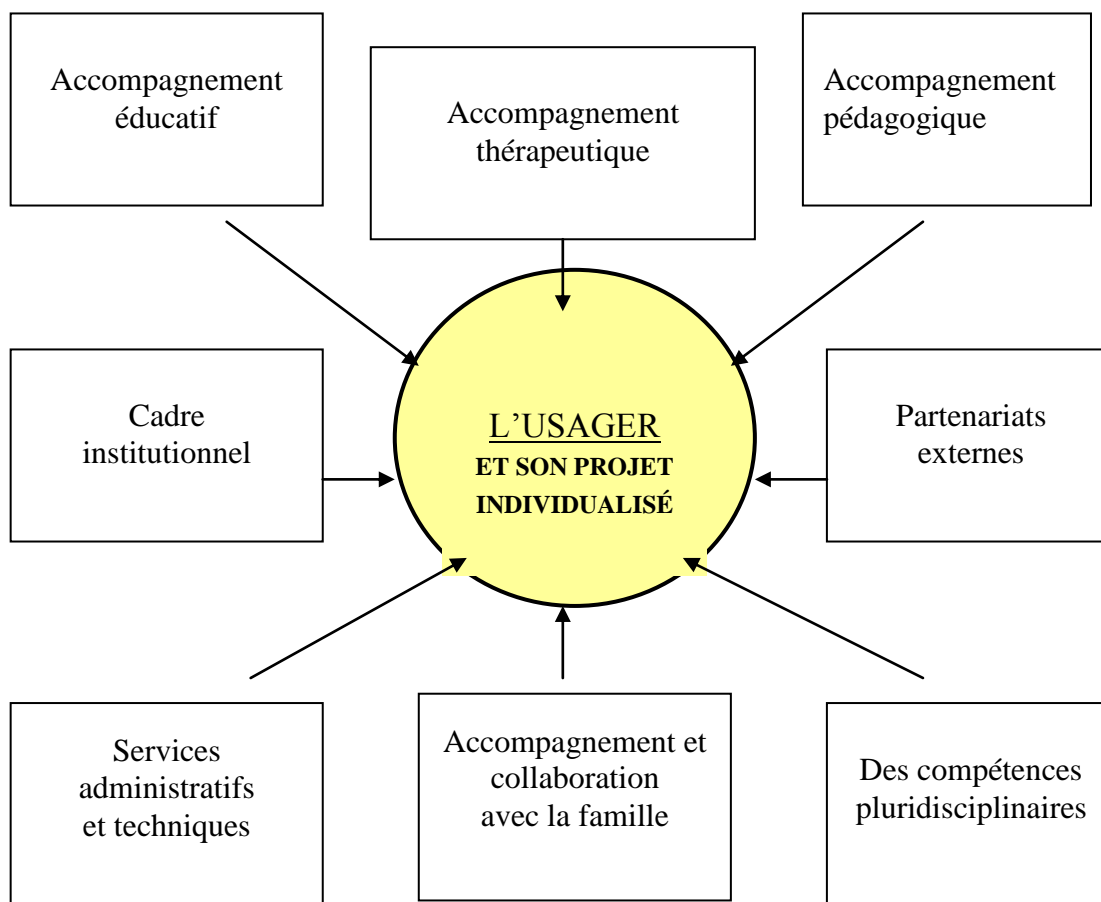 Accompagnement
éducatif
Accompagnement
thérapeutique
Accompagnement
pédagogique
Cadre
institutionnel
L’USAGER
ET SON PROJET
INDIVIDUALISÉ
Partenariats
externes
Services
administratifs
et techniques
Accompagnement et
collaboration
avec la famille
Des compétences
pluridisciplinaires